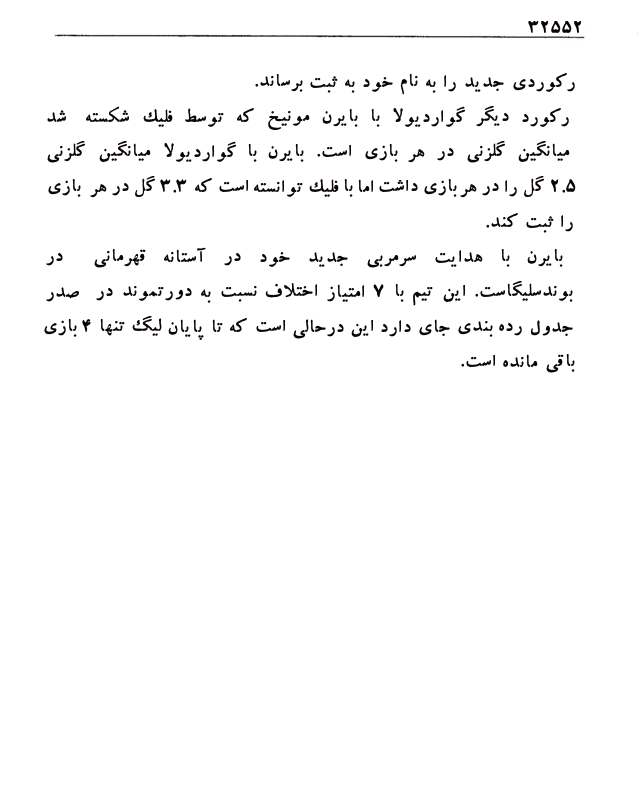 ۳۲۵۵۲
رکوردی جدید را به نام خود به ثبت برساند.
رکورد دیگر گواردیولا با بایرن مونیخ که توسط فلیک شکسته شد
میانگین گلزنی در هر بازی است. بایرن با گواردیولا میانگین گلزنی
۲.۵ گل را در هر بازی داشت اما با فلیک توانسته است که ۳.۳ گل در هر بازی
را ثبت کند.
بایرن با هدایت سرمربی جدید خود در آستانه قهرمانی در
بوندسلیگاست. این تیم با ۷ امتیاز اختلاف نسبت به دورتموند در صدر
جدول رده بندی جای دارد این درحالی است که تا پایان لیگ تنها ۴ بازی
باقی مانده است.